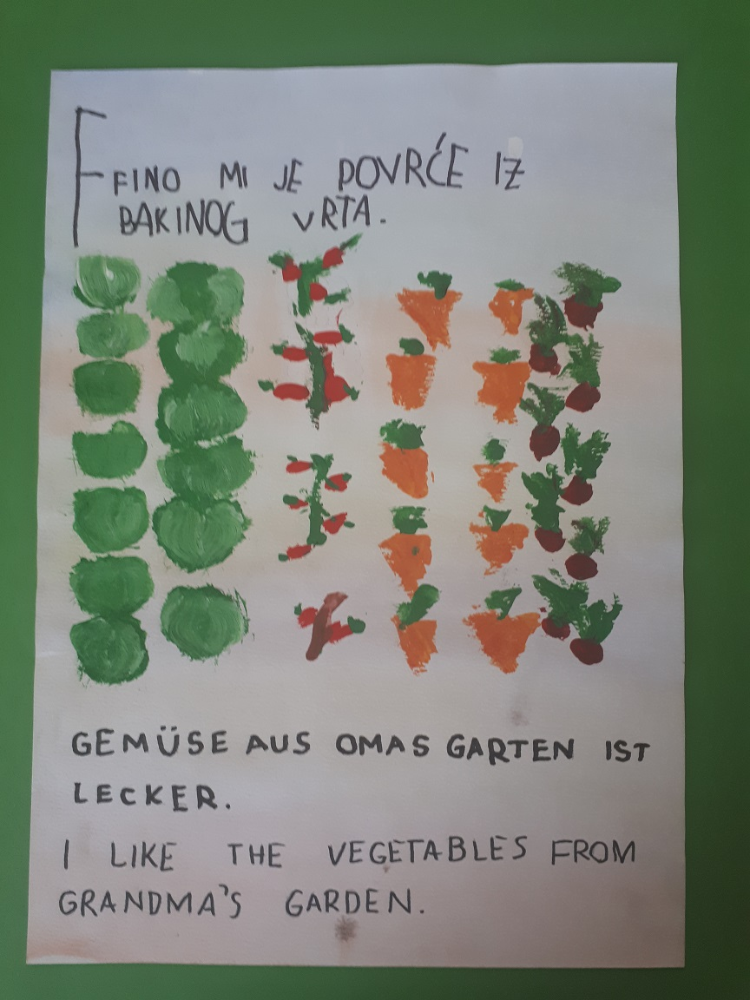 F FINO MI JE POVRĆE IZ
BAKINOG VRTA.
GEMÜSE AUS OMAS GARTEN IST
LECKER.
I LIKE THE VEGETABLES FROM
GRANDMA'S GARDEN.